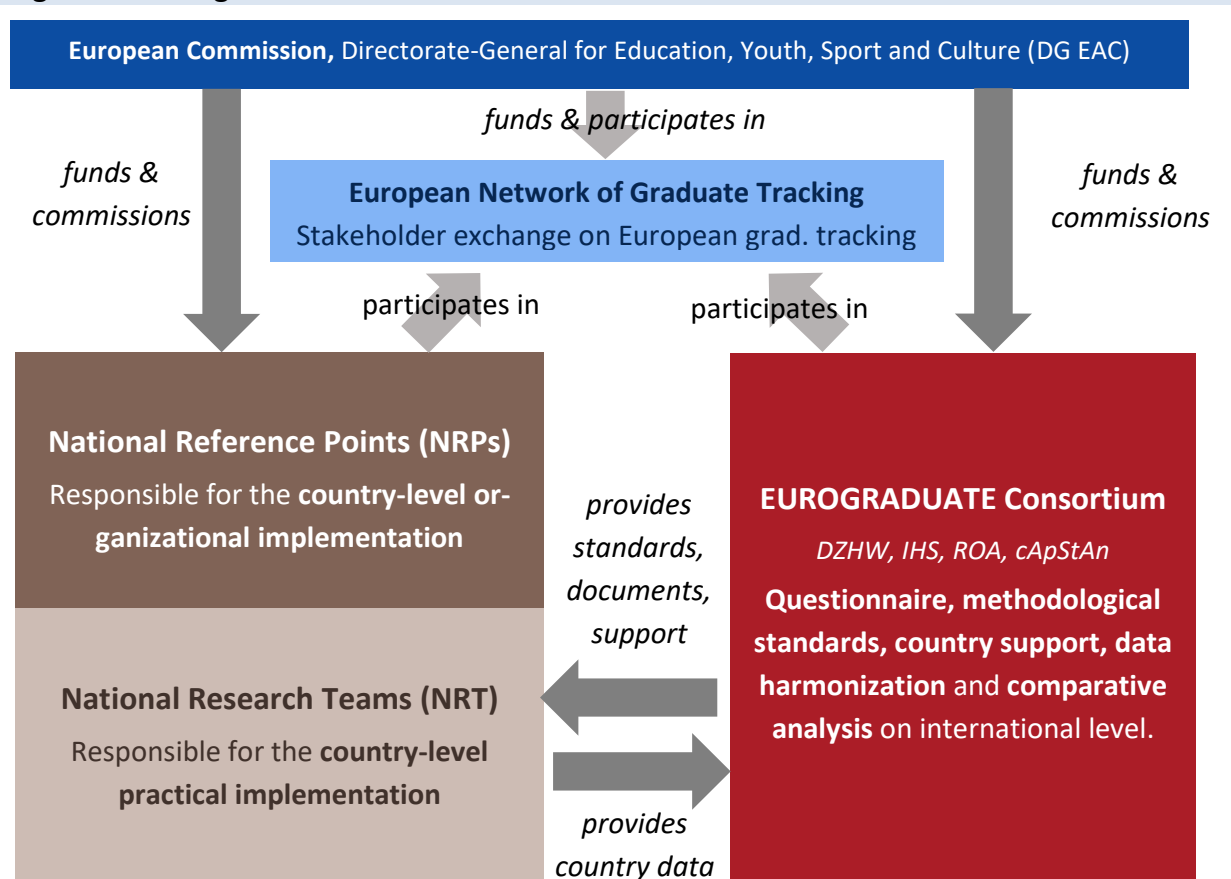 European Commission, Directorate-General for Education, Youth, Sport and Culture (DG EAC)
funds & participates in
funds &
commissions
European Network of Graduate Tracking
Stakeholder exchange on European grad. tracking
funds &
commissions
participates in
participates in
National Reference Points (NRPs)
Responsible for the country-level or-
ganizational implementation
National Research Teams (NRT)
Responsible for the country-level
practical implementation
provides
standards,
documents,
support
provides
country data
EUROGRADUATE Consortium
DZHW, IHS, ROA, cApStAn
Questionnaire, methodological
standards, country support, data
harmonization and comparative
analysis on international level.